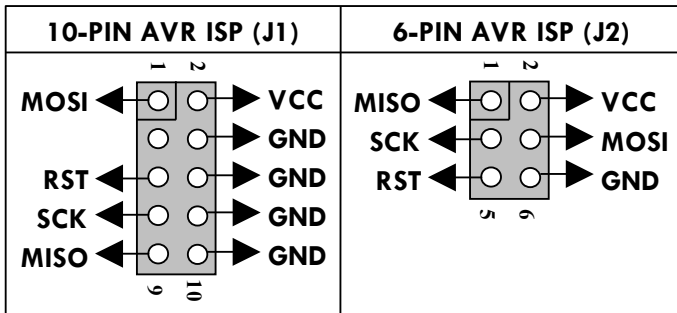 10-PIN AVR ISP (J1)
1 2
MOSI VCC
GND
RST GND
SCK GND
MISO GND
9 10
6-PIN AVR ISP (J2)
1 2
MISO VCC
SCK MOSI
RST GND
5 6